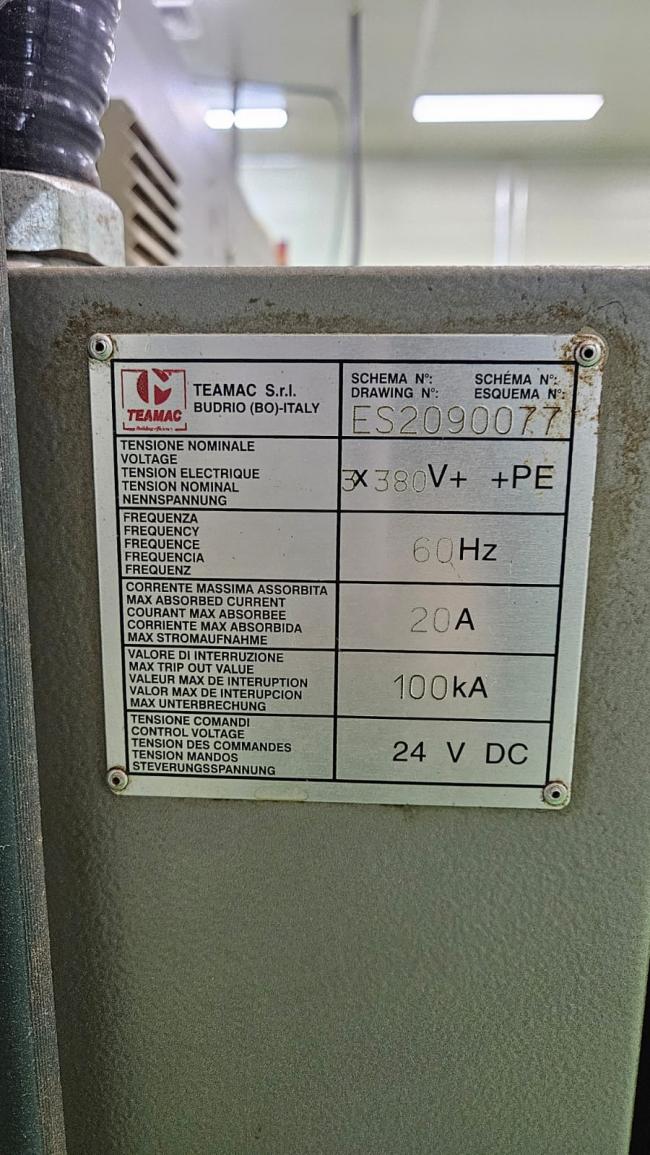 TEAMAC
TEAMAC S.r.l.
BUDRIO (BO)-ITALY
SCHEMA N°: SCHÉMA N°:
DRAWING N°: ESQUEMA N°:
ES2090077
TENSIONE NOMINALE
VOLTAGE
TENSION ELECTRIQUE
TENSION NOMINAL
NENNSPANNUNG
3x380V+ +PE
FREQUENZA
FREQUENCY
FREQUENCE
FREQUENCIA
FREQUENZ
60Hz
CORRENTE MASSIMA ASSORBITA
MAX ABSORBED CURRENT
COURANT MAX ABSORBEE
CORRIENTE MAX ABSORBIDA
MAX STROMAUFNAHME
20A
VALORE DI INTERRUZIONE
MAX TRIP OUT VALUE
VALEUR MAX DE INTERUPTION
VALOR MAX DE INTERUPCION
MAX UNTERBRECHUNG
100kA
TENSIONE COMANDI
CONTROL VOLTAGE
TENSION DES COMMANDES
TENSION MANDOS
STEVERUNGSSPANNUNG
24 V DC